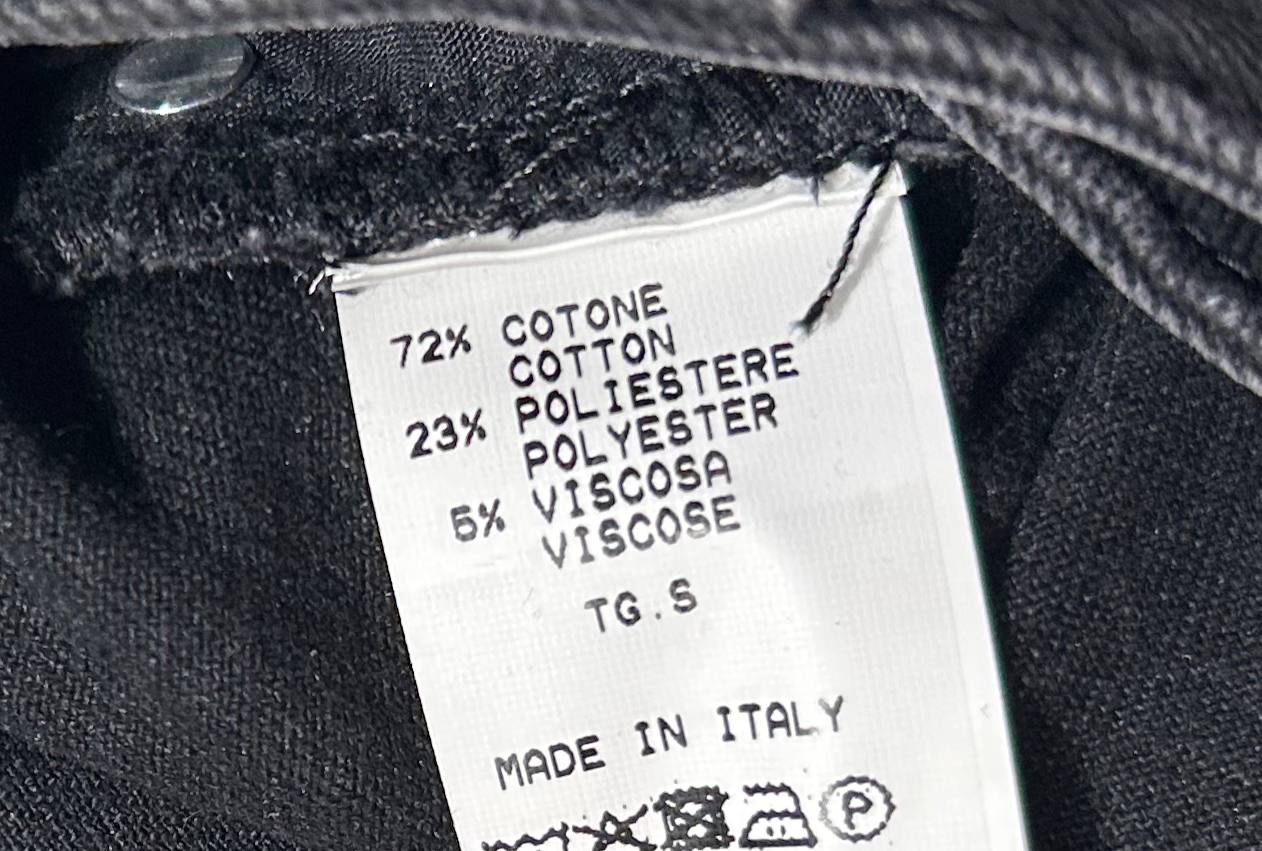 72% COTONE
COTTON
23% POLIESTERE
POLYESTER
5% VISCOSA
VISCOSE
TG.S
MADE IN ITALY
P